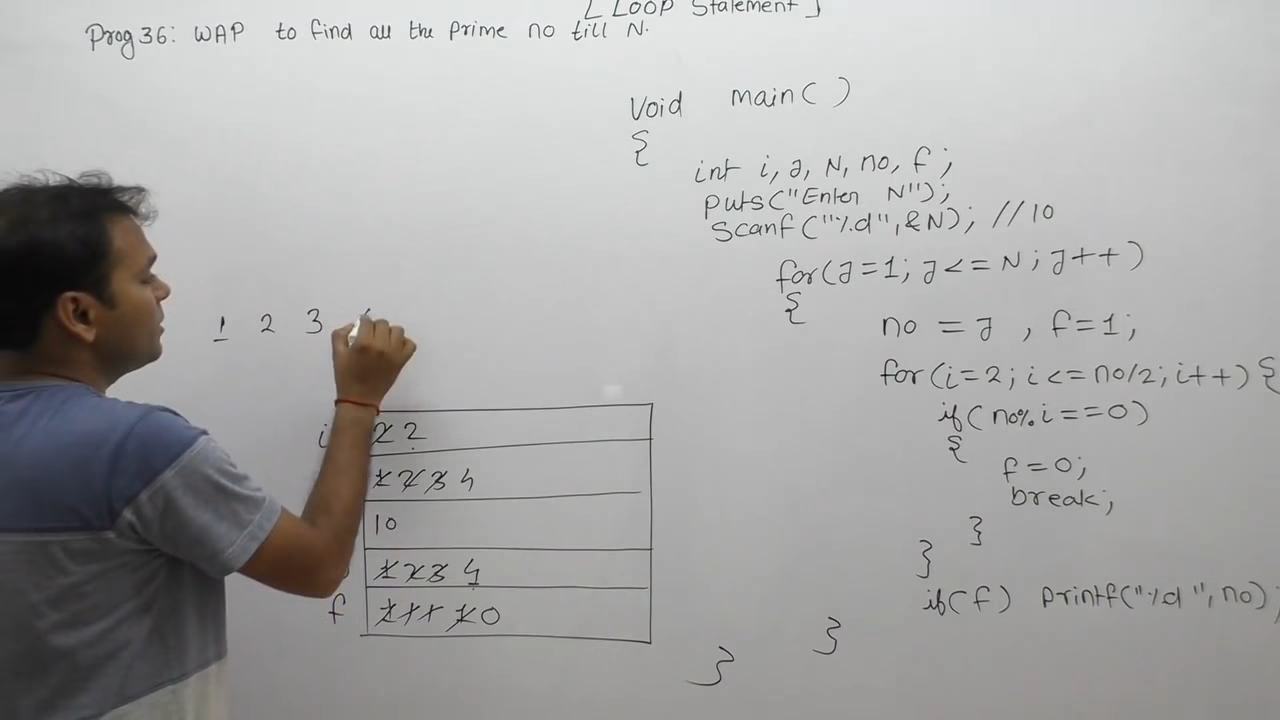 [ Loop Statement ]
Prog 36: WAP to find all the prime no till N.
Void main( )
{
int i, J, N, no, f;
puts("Enter N");
Scanf("%d",&N); //10
for(J=1; J<=N; J++)
{
no = J, f=1;
for(i=2; i<=no/2; i++) {
if(no%i==0)
{
f=0;
break;
}
}
if(f) printf("%d ", no);
}
}
1 2 3
i 2 2
1 2 3 4
10
1 2 3 4
f 1 1 1 1 0